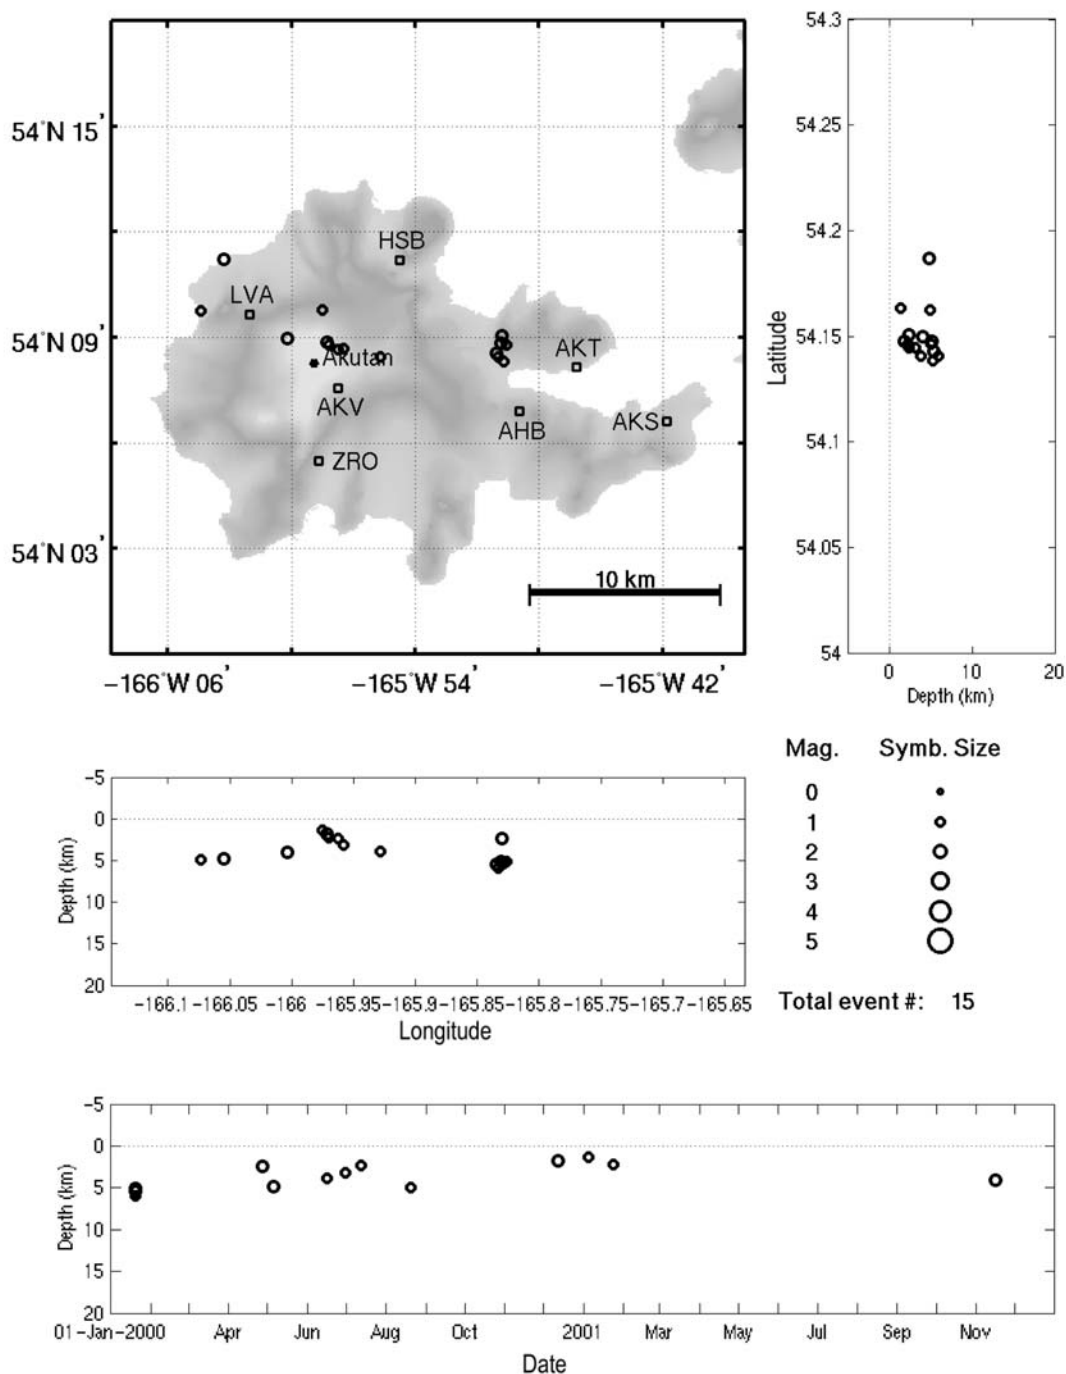 54°N 15'
54°N 09'
54°N 03'
HSB
LVA
Akutan
AKT
AKV
AHB
AKS
ZRO
10 km
−166°W 06'
−165°W 54'
−165°W 42'
54.3
54.25
54.2
54.15
54.1
54.05
54
Latitude
0
10
20
Depth (km)
−5
0
5
10
15
20
Depth (km)
−166.1
−166.05
−166
−165.95
−165.9
−165.85
−165.8
−165.75
−165.7
−165.65
Longitude
Mag. Symb. Size
0
1
2
3
4
5
Total event #: 15
−5
0
5
10
15
20
Depth (km)
01-Jan-2000 Apr Jun Aug Oct 2001 Mar May Jul Sep Nov
Date